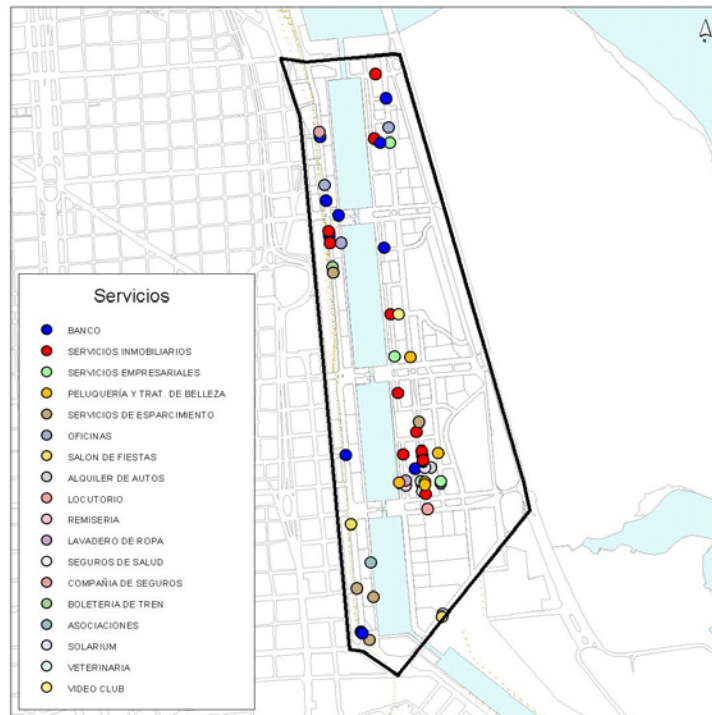 Servicios
BANCO
SERVICIOS INMOBILIARIOS
SERVICIOS EMPRESARIALES
PELUQUERÍA Y TRAT. DE BELLEZA
SERVICIOS DE ESPARCIMIENTO
OFICINAS
SALON DE FIESTAS
ALQUILER DE AUTOS
LOCUTORIO
REMISERIA
LAVADERO DE ROPA
SEGUROS DE SALUD
COMPAÑIA DE SEGUROS
BOLETERIA DE TREN
ASOCIACIONES
SOLARIUM
VETERINARIA
VIDEO CLUB